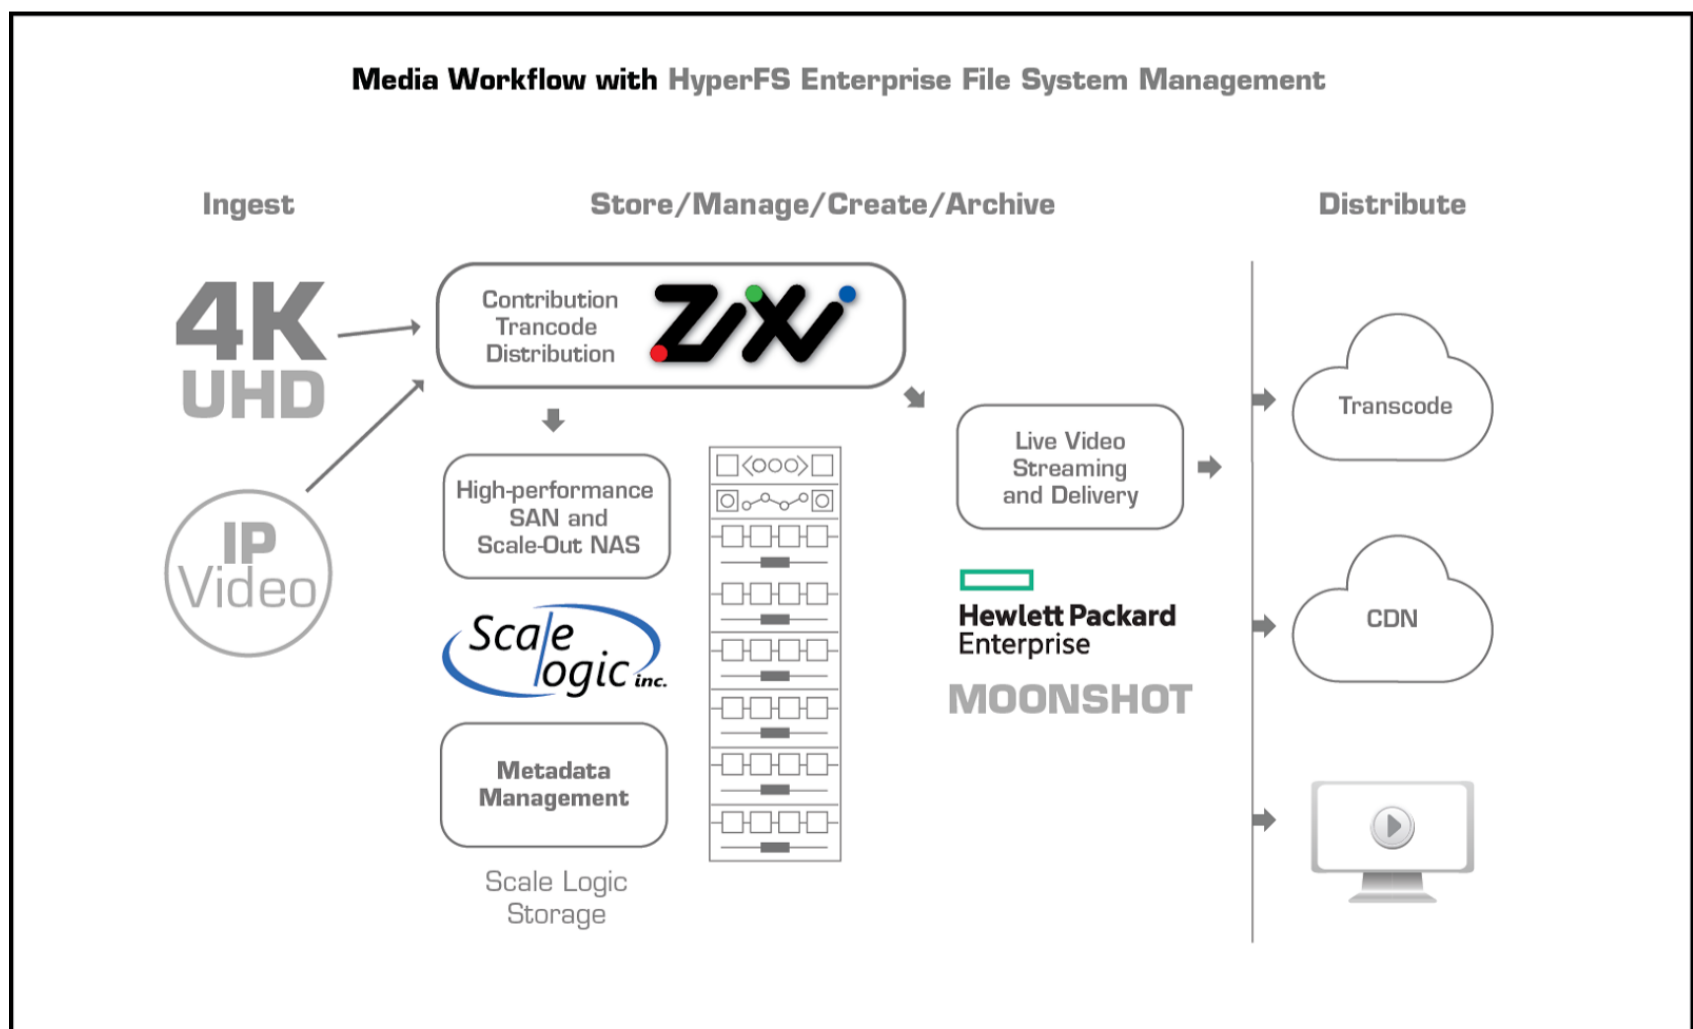 Media Workflow with HyperFS Enterprise File System Management
Ingest
Store/Manage/Create/Archive
Distribute
4K
UHD
IP
Video
Contribution
Trancode
Distribution
ZiXi
High-performance
SAN and
Scale-Out NAS
Scale
logic inc.
Metadata
Management
Scale Logic
Storage
Live Video
Streaming
and Delivery
Hewlett Packard
Enterprise
MOONSHOT
Transcode
CDN